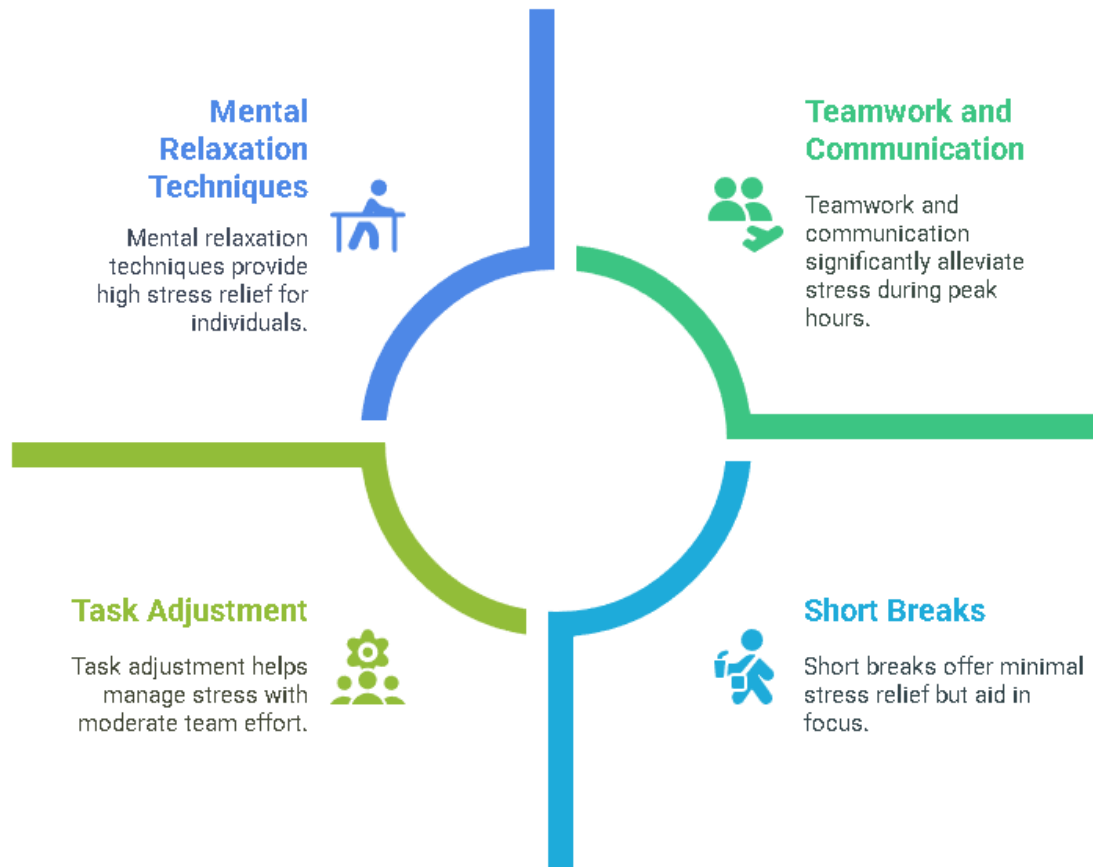 Mental
Relaxation
Techniques
Mental relaxation
techniques provide
high stress relief for
individuals.
Teamwork and
Communication
Teamwork and
communication
significantly alleviate
stress during peak
hours.
Task Adjustment
Task adjustment helps
manage stress with
moderate team effort.
Short Breaks
Short breaks offer minimal
stress relief but aid in
focus.